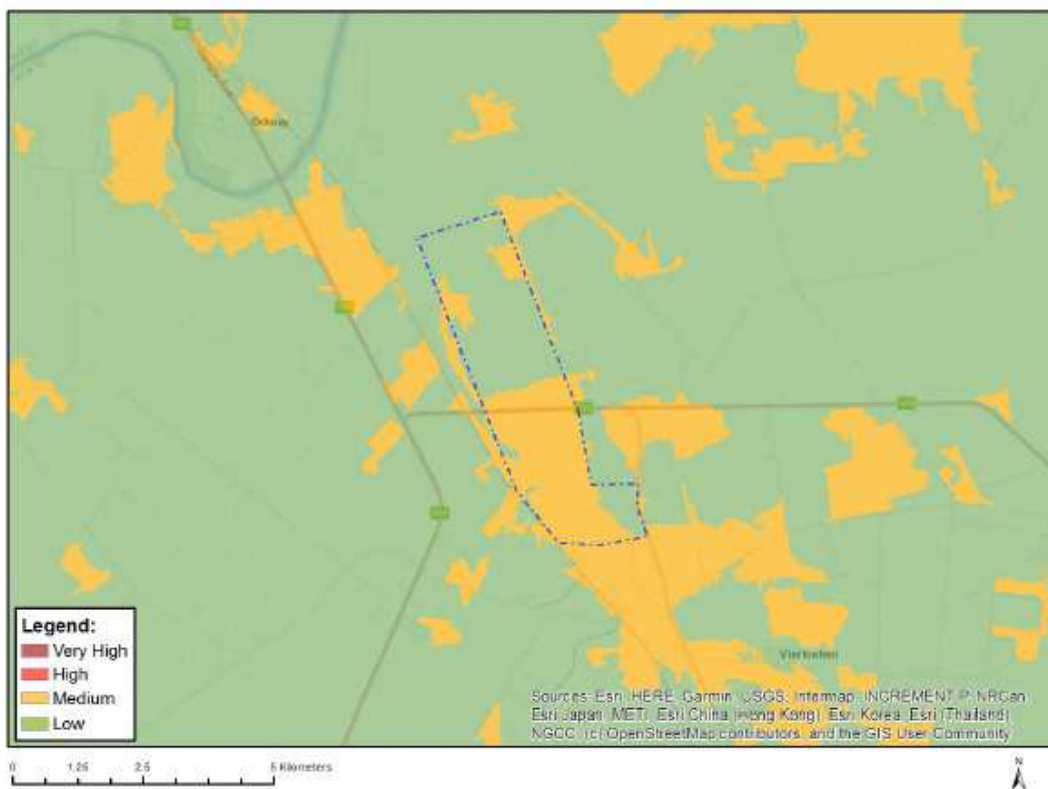 Orkney
Viertnelten
Legend:
Very High
High
Medium
Low
Sources: Esri, HERE, Garmin, USGS, Intermap, INCREMENT P, NRCan,
Esri Japan, METI, Esri China (Hong Kong), Esri Korea, Esri (Thailand),
NGCC, (c) OpenStreetMap contributors, and the GIS User Community
0 1.25 2.5 5 Kilometers
N